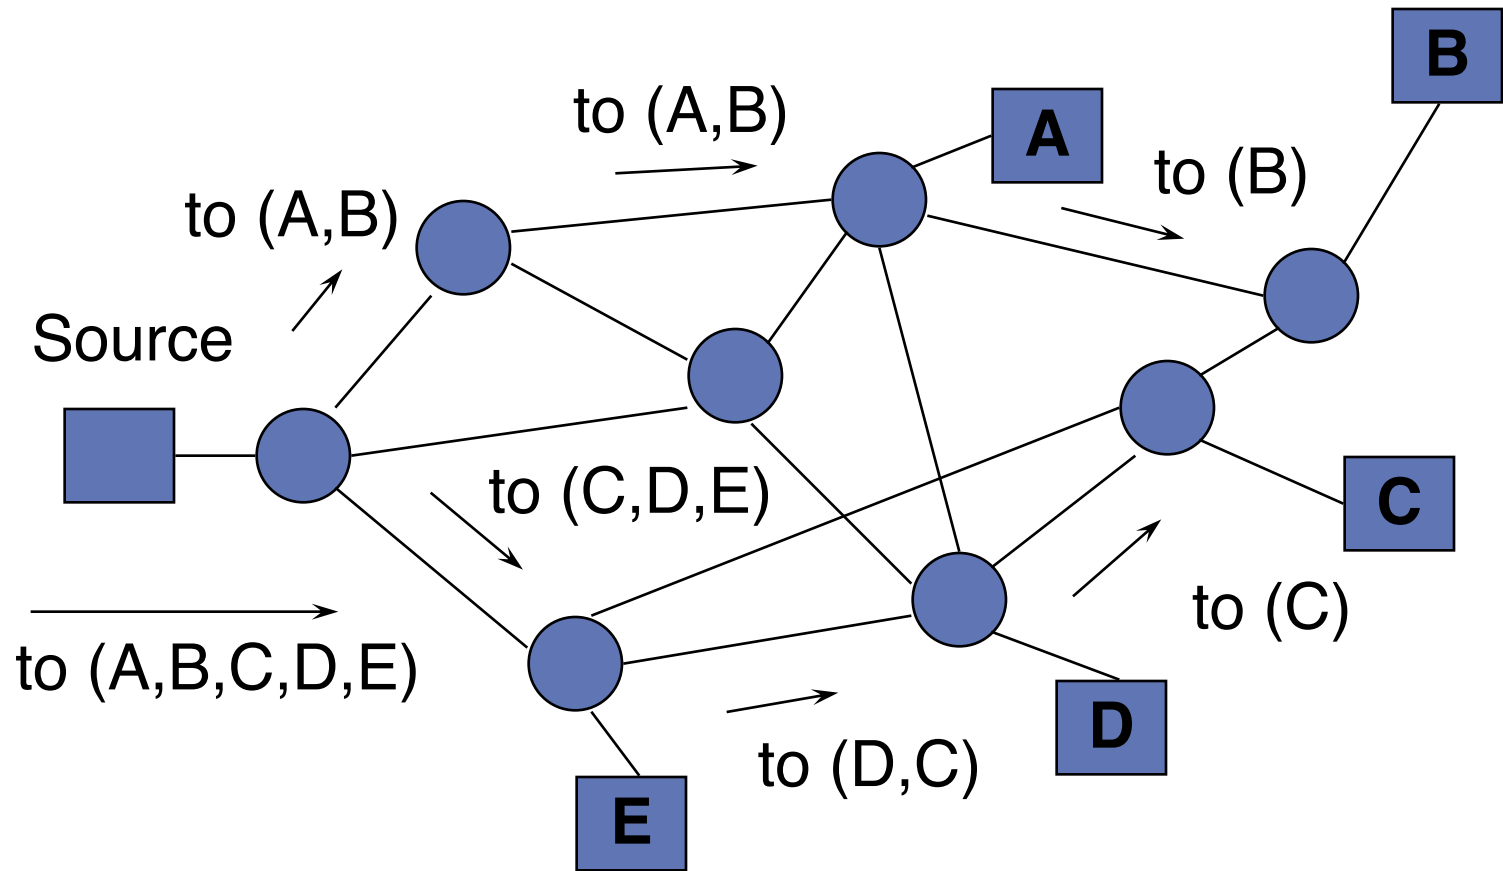 B
to (A,B)
A
to (B)
to (A,B)
Source
to (C,D,E)
C
to (C)
to (A,B,C,D,E)
D
to (D,C)
E